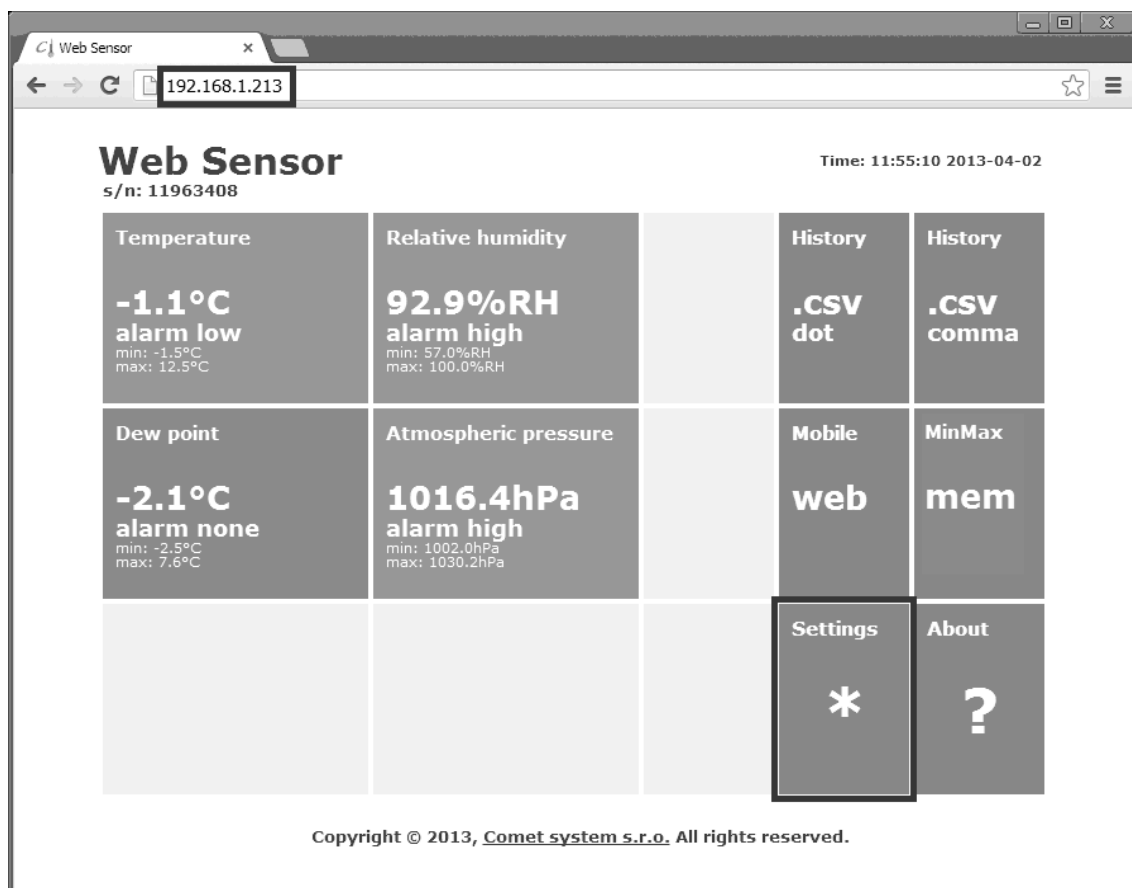 Web Sensor
192.168.1.213
Web Sensor
s/n: 11963408
Time: 11:55:10 2013-04-02
Temperature
-1.1°C
alarm low
min: -1.5°C
max: 12.5°C
Relative humidity
92.9%RH
alarm high
min: 57.0%RH
max: 100.0%RH
History
.csv
dot
History
.csv
comma
Dew point
-2.1°C
alarm none
min: -2.5°C
max: 7.6°C
Atmospheric pressure
1016.4hPa
alarm high
min: 1002.0hPa
max: 1030.2hPa
Mobile
web
MinMax
mem
Settings
*
About
?
Copyright © 2013, Comet system s.r.o. All rights reserved.